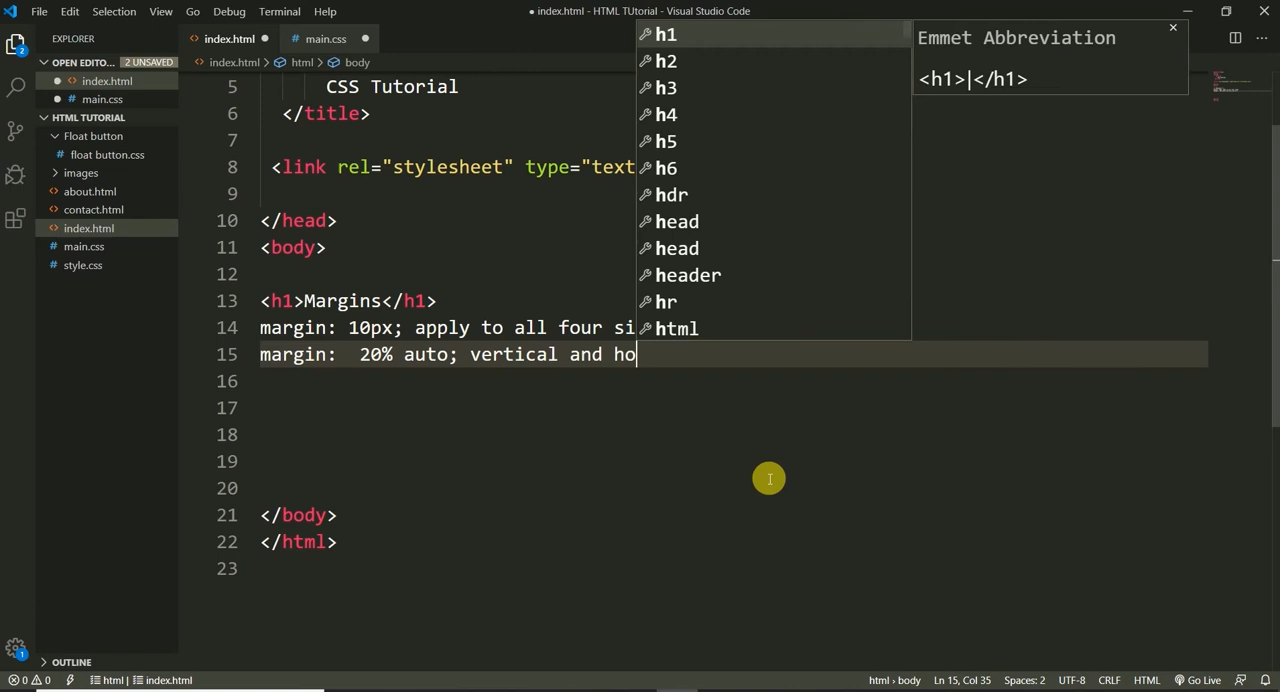 File Edit Selection View Go Debug Terminal Help
● index.html - HTML TUtorial - Visual Studio Code
2
EXPLORER
OPEN EDITO... 2 UNSAVED
index.html
main.css
HTML TUTORIAL
Float button
float button.css
images
about.html
contact.html
index.html
main.css
style.css
OUTLINE
1
index.html
main.css
index.html > html > body
5 CSS Tutorial
6 </title>
7
8 <link rel="stylesheet" type="text
9
10 </head>
11 <body>
12
13 <h1>Margins</h1>
14 margin: 10px; apply to all four si
15 margin:  20% auto; vertical and ho
16
17
18
19
20
21 </body>
22 </html>
23
h1
h2
h3
h4
h5
h6
hdr
head
head
header
hr
html
Emmet Abbreviation
<h1>|</h1>
0 0 html | index.html
html › body Ln 15, Col 35 Spaces: 2 UTF-8 CRLF HTML Go Live